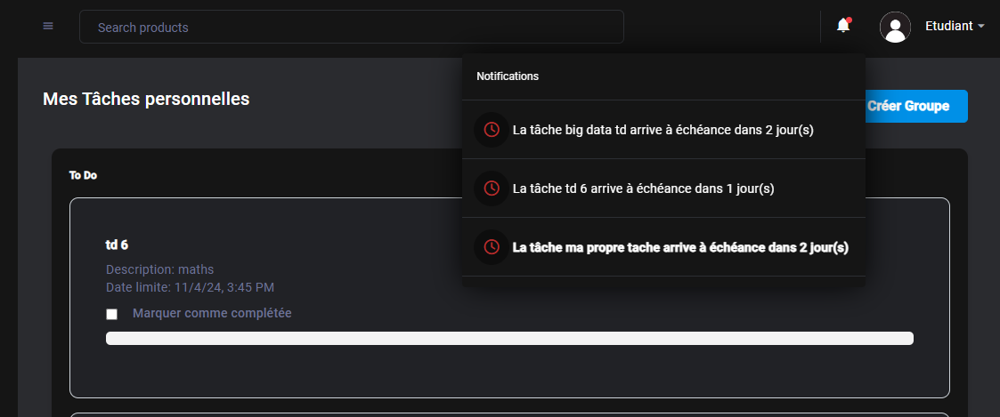 Search products
Etudiant
Notifications
Mes Tâches personnelles
Créer Groupe
La tâche big data td arrive à échéance dans 2 jour(s)
To Do
La tâche td 6 arrive à échéance dans 1 jour(s)
td 6
La tâche ma propre tache arrive à échéance dans 2 jour(s)
Description: maths
Date limite: 11/4/24, 3:45 PM
Marquer comme complétée